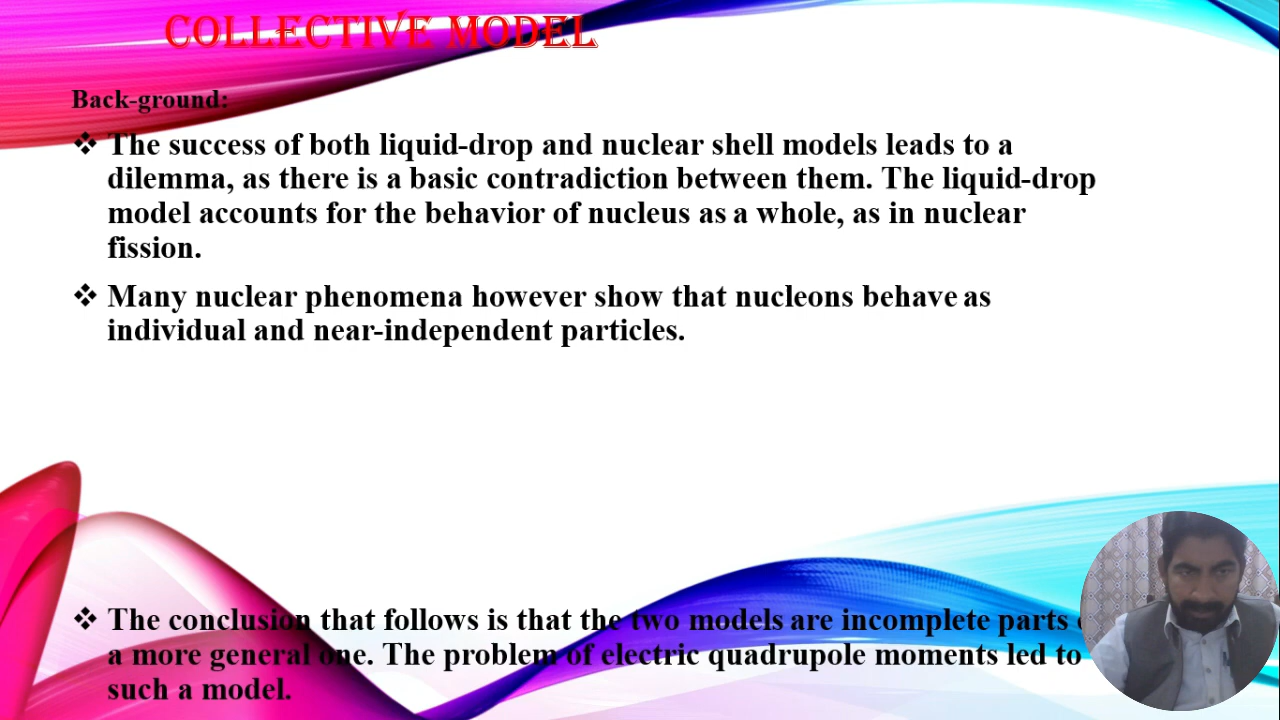 COLLECTIVE MODEL
Back-ground:
❖ The success of both liquid-drop and nuclear shell models leads to a
dilemma, as there is a basic contradiction between them. The liquid-drop
model accounts for the behavior of nucleus as a whole, as in nuclear
fission.
❖ Many nuclear phenomena however show that nucleons behave as
individual and near-independent particles.
❖ The conclusion that follows is that the two models are incomplete parts
a more general one. The problem of electric quadrupole moments led to
such a model.